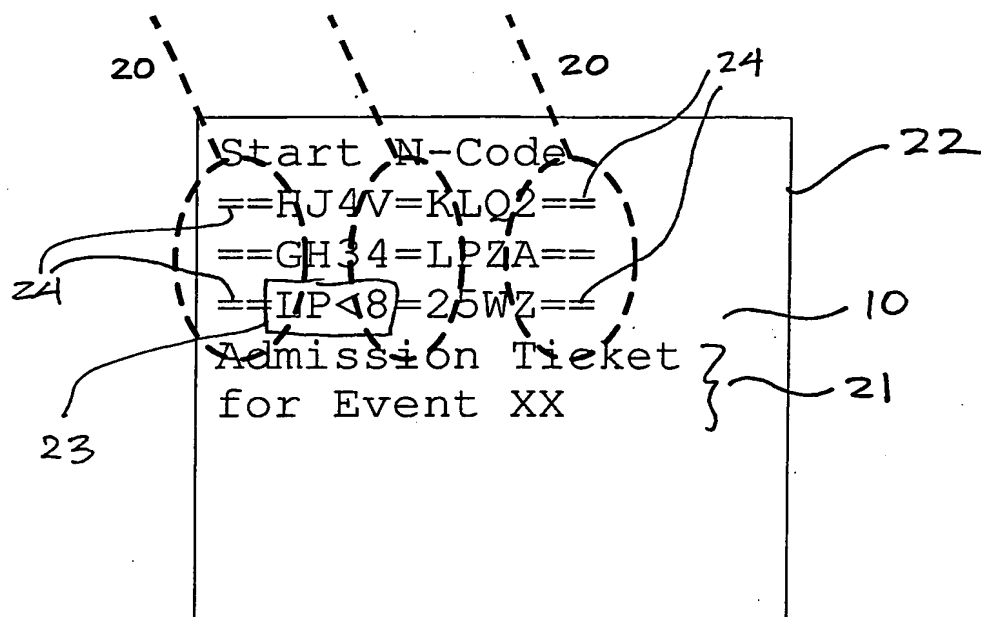 20
20
24
Start N-Code
22
==HJ4V=KLQ2==
==GH34=LPZA==
24
==LP<8=25WZ==
10
Admission Ticket
21
for Event XX
23